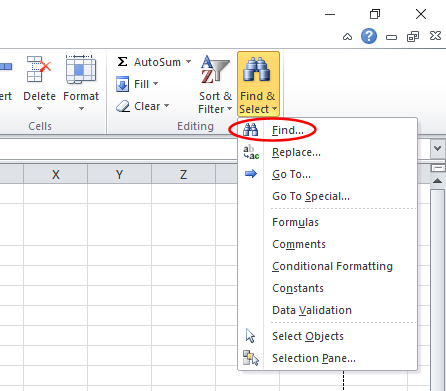 Σ AutoSum
Fill
Clear
Delete Format
Sort & Filter
Find & Select
Cells
Editing
Find...
Replace...
Go To...
Go To Special...
Formulas
Comments
Conditional Formatting
Constants
Data Validation
Select Objects
Selection Pane...
X Y Z